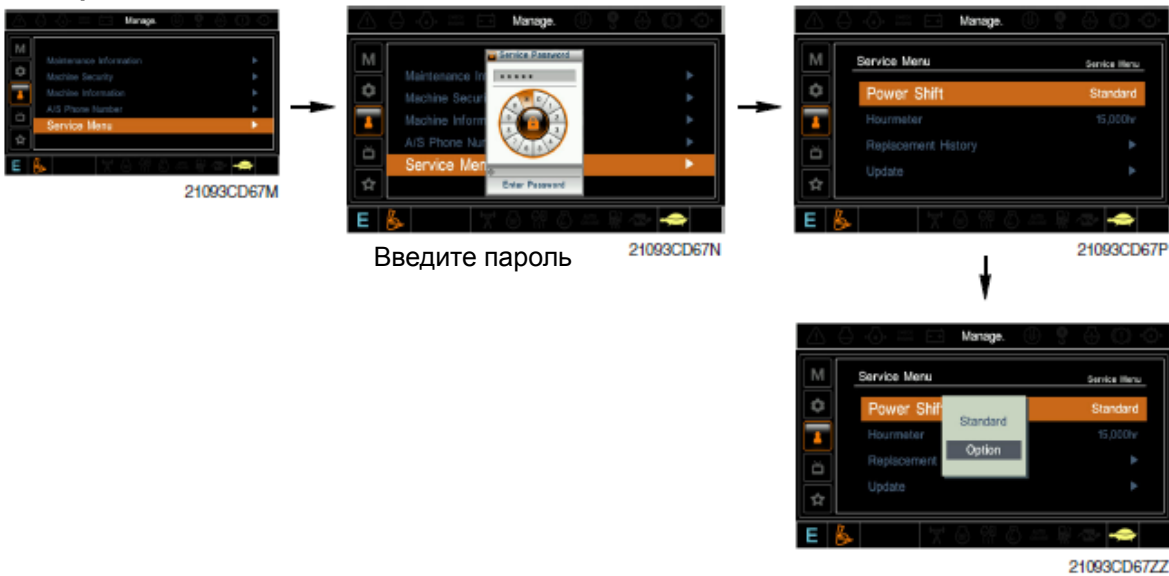 Manage.
M
Maintenance Information
Machine Security
Machine Information
A/S Phone Number
Service Menu
E
21093CD67M
Manage.
M
Service Password
*****
Maintenance In
Machine Securi
Machine Inform
A/S Phone Num
Service Men
Enter Password
E
21093CD67N
Введите пароль
Manage.
M
Service Menu
Service Menu
Power Shift
Standard
Hourmeter
15,000hr
Replacement History
Update
E
21093CD67P
Manage.
M
Service Menu
Service Menu
Power Shif
Standard
Standard
Hourmeter
15,000hr
Option
Replacement
Update
E
21093CD67ZZ